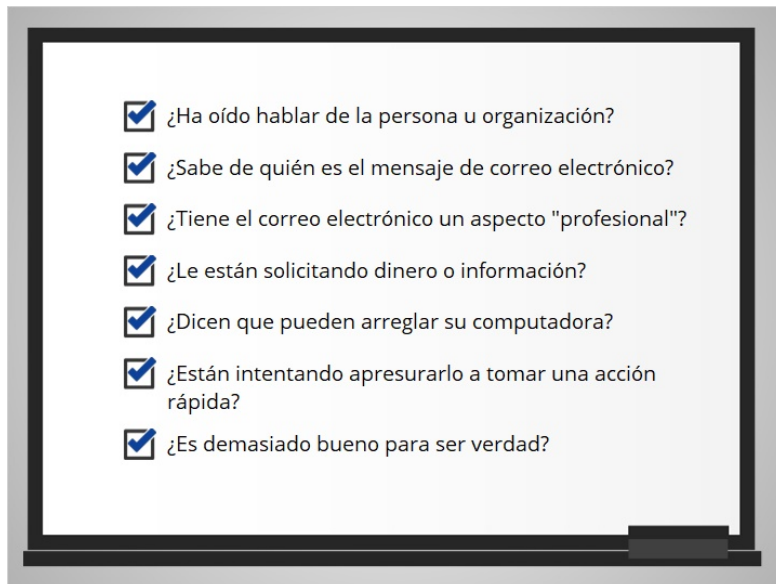 ¿Ha oído hablar de la persona u organización?
¿Sabe de quién es el mensaje de correo electrónico?
¿Tiene el correo electrónico un aspecto "profesional"?
¿Le están solicitando dinero o información?
¿Dicen que pueden arreglar su computadora?
¿Están intentando apresurarlo a tomar una acción
rápida?
¿Es demasiado bueno para ser verdad?